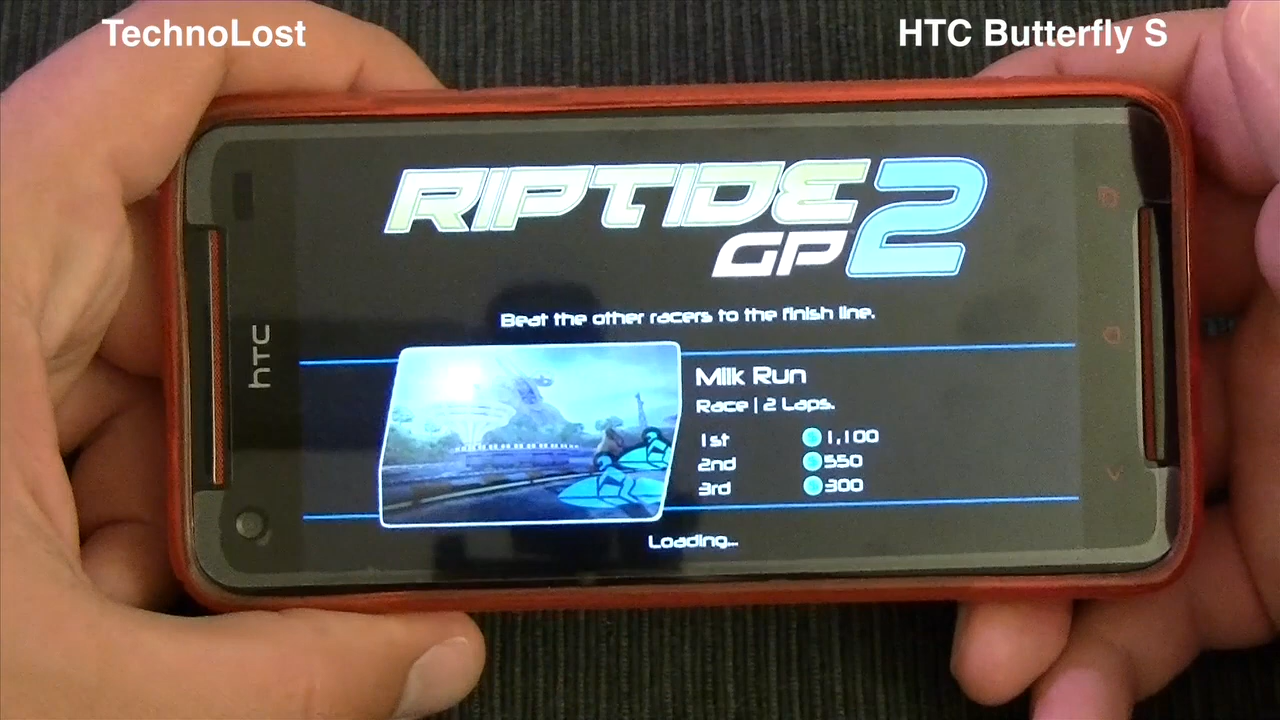 TechnoLost
HTC Butterfly S
RIPTIDE
GP2
Beat the other racers to the finish line.
hTC
Milk Run
Race | 2 Laps.
1st 1,100
2nd 550
3rd 300
Loading...